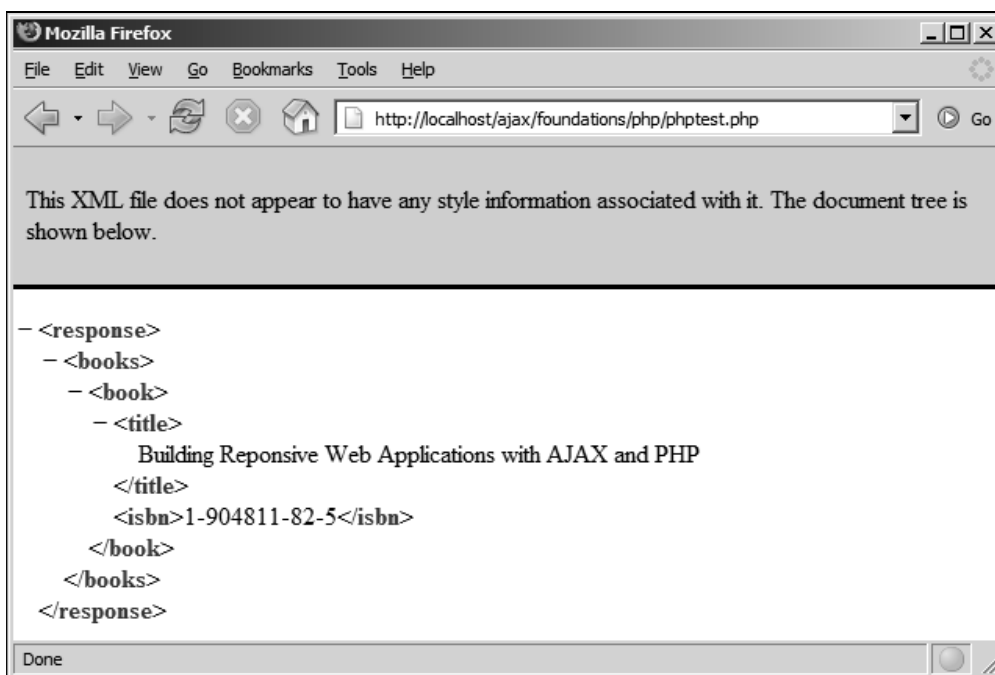 Mozilla Firefox
File Edit View Go Bookmarks Tools Help
http://localhost/ajax/foundations/php/phptest.php Go
This XML file does not appear to have any style information associated with it. The document tree is
shown below.
− <response>
− <books>
− <book>
− <title>
Building Reponsive Web Applications with AJAX and PHP
</title>
<isbn>1-904811-82-5</isbn>
</book>
</books>
</response>
Done